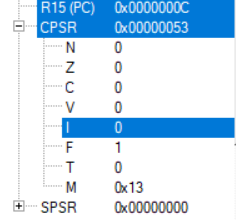 R15 (PC) 0x0000000C
CPSR 0x00000053
N 0
Z 0
C 0
V 0
I 0
F 1
T 0
M 0x13
SPSR 0x00000000